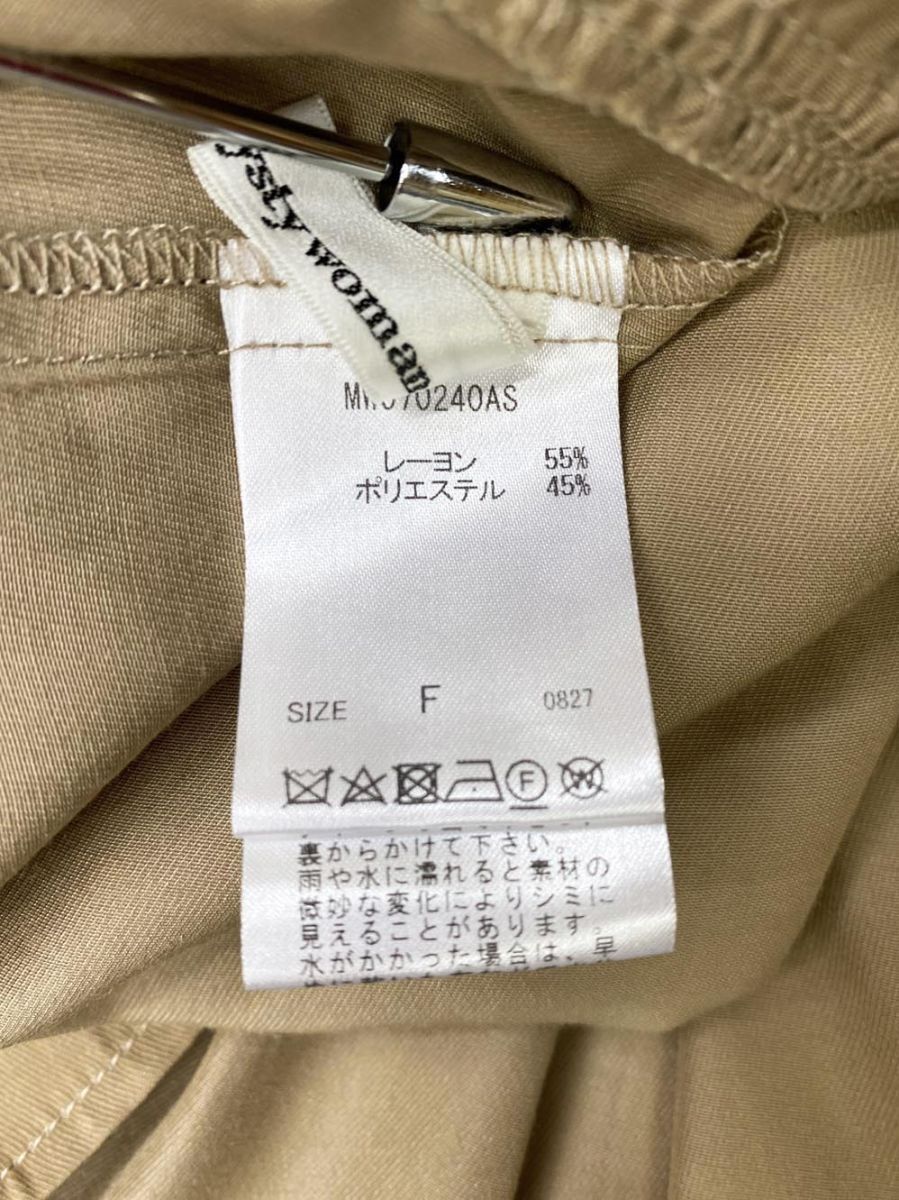 woman
0240AS
レーヨン 55%
ポリエステル 45%
SIZE F 0827
F W
裏からかけて下さい。
雨や水に濡れると素材の
微妙な変化によりシミに
見えることがあります。
水がかかった場合は、早